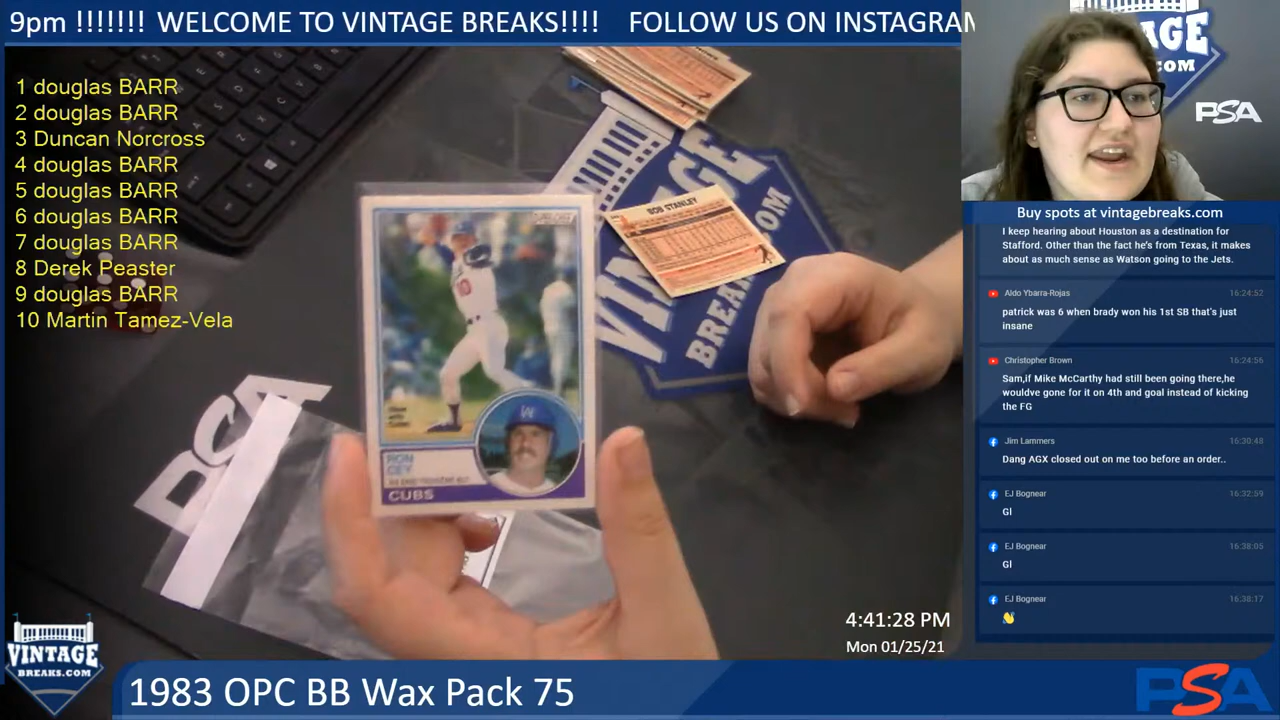 9pm !!!!!!! WELCOME TO VINTAGE BREAKS!!!! FOLLOW US ON INSTAGRAM
1 douglas BARR
2 douglas BARR
3 Duncan Norcross
4 douglas BARR
5 douglas BARR
6 douglas BARR
7 douglas BARR
8 Derek Peaster
9 douglas BARR
10 Martin Tamez-Vela
BOB STANLEY
VINTAGE
BREAKS.COM
10
RON
CEY
CUBS
PSA
AGE
.COM
PSA
Buy spots at vintagebreaks.com
I keep hearing about Houston as a destination for
Stafford. Other than the fact he's from Texas, it makes
about as much sense as Watson going to the Jets.
Aldo Ybarra-Rojas 16:24:52
patrick was 6 when brady won his 1st SB that's just
insane
Christopher Brown 16:24:56
Sam,if Mike McCarthy had still been going there,he
wouldve gone for it on 4th and goal instead of kicking
the FG
Jim Lammers 16:30:48
Dang AGX closed out on me too before an order..
EJ Bognear 16:32:59
Gl
EJ Bognear 16:38:05
Gl
EJ Bognear 16:38:17
👋
4:41:28 PM
Mon 01/25/21
VINTAGE
BREAKS.COM
1983 OPC BB Wax Pack 75
PSA